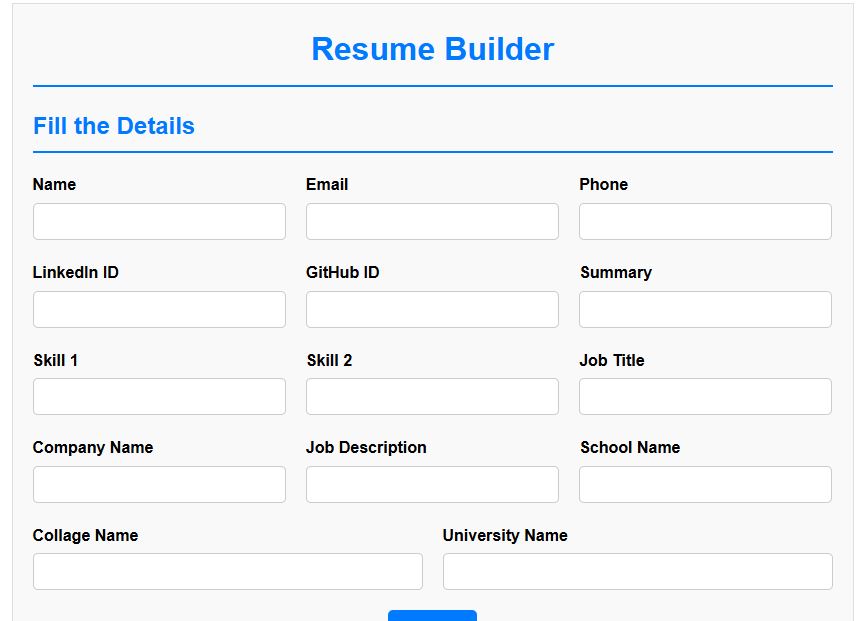 Resume Builder
Fill the Details
Name Email Phone
LinkedIn ID GitHub ID Summary
Skill 1 Skill 2 Job Title
Company Name Job Description School Name
Collage Name University Name